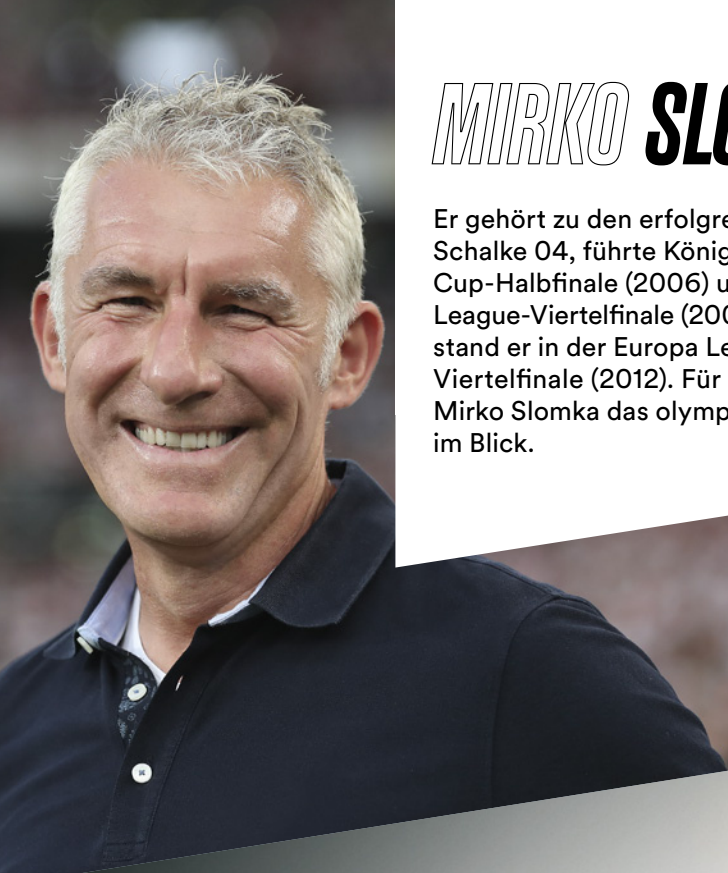 MIRKO SLO
Er gehört zu den erfolgre
Schalke 04, führte König
Cup-Halbfinale (2006) u
League-Viertelfinale (200
stand er in der Europa Le
Viertelfinale (2012). Für
Mirko Slomka das olymp
im Blick.